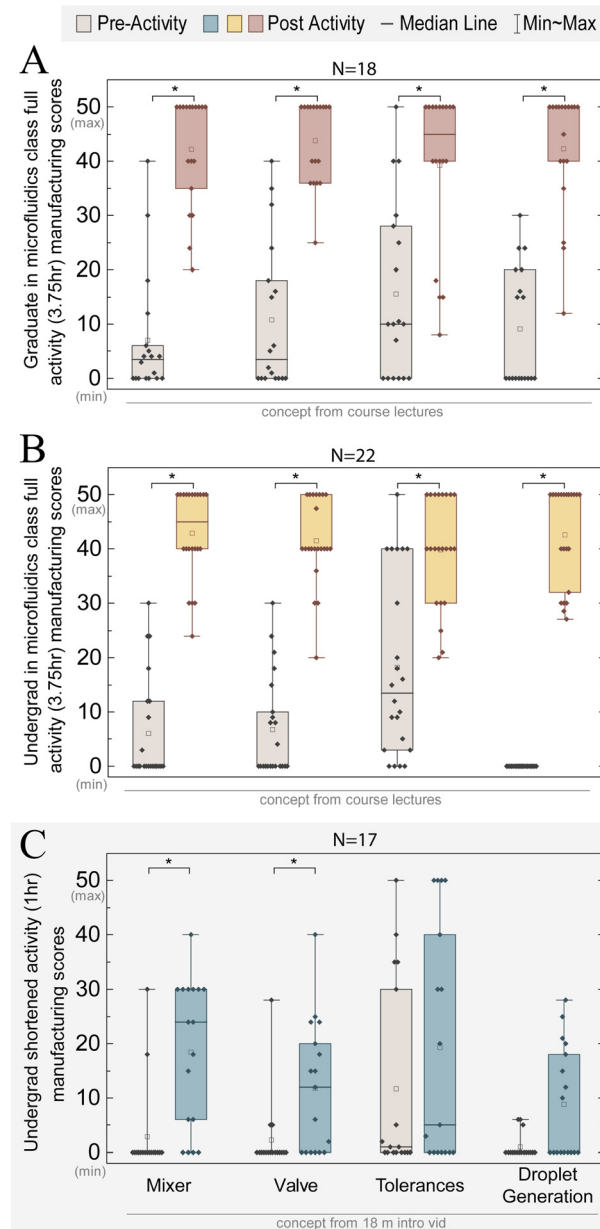 Pre-Activity Post Activity Median Line Min~Max
A
N=18
Graduate in microfluidics class full
activity (3.75hr) manufacturing scores
* * * *
50
(max)
40
30
20
10
0
(min)
concept from course lectures
B
N=22
Undergrad in microfluidics class full
activity (3.75hr) manufacturing scores
* * * *
50
(max)
40
30
20
10
0
(min)
concept from course lectures
C
N=17
Undergrad shortened activity (1hr)
manufacturing scores
* *
50
(max)
40
30
20
10
0
(min)
Mixer Valve Tolerances Droplet
Generation
concept from 18 m intro vid